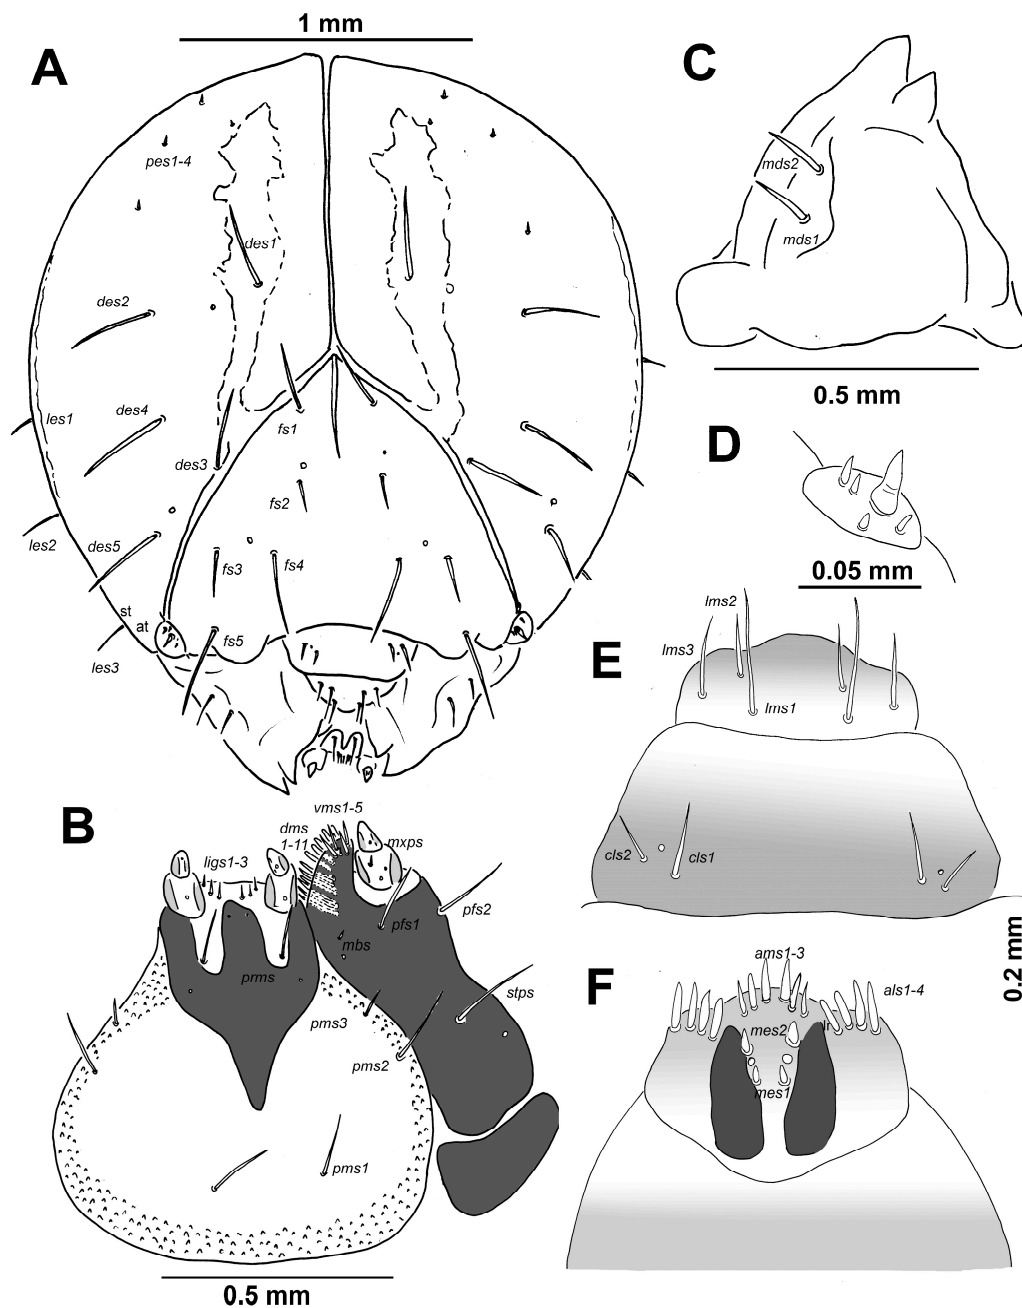 1 mm
A
pes1-4
des1
des2
les1
des4
fs1
des3
fs2
les2
des5
fs3
fs4
st
at
fs5
les3
C
mds2
mds1
0.5 mm
D
0.05 mm
E
lms2
lms3
lms1
cls2
cls1
0.2 mm
B
vms1-5
dms
1-11
mxps
ligs1-3
pfs2
pfs1
mbs
prms
stps
pms3
pms2
pms1
0.5 mm
F
ams1-3
als1-4
mes2
lr
mes1